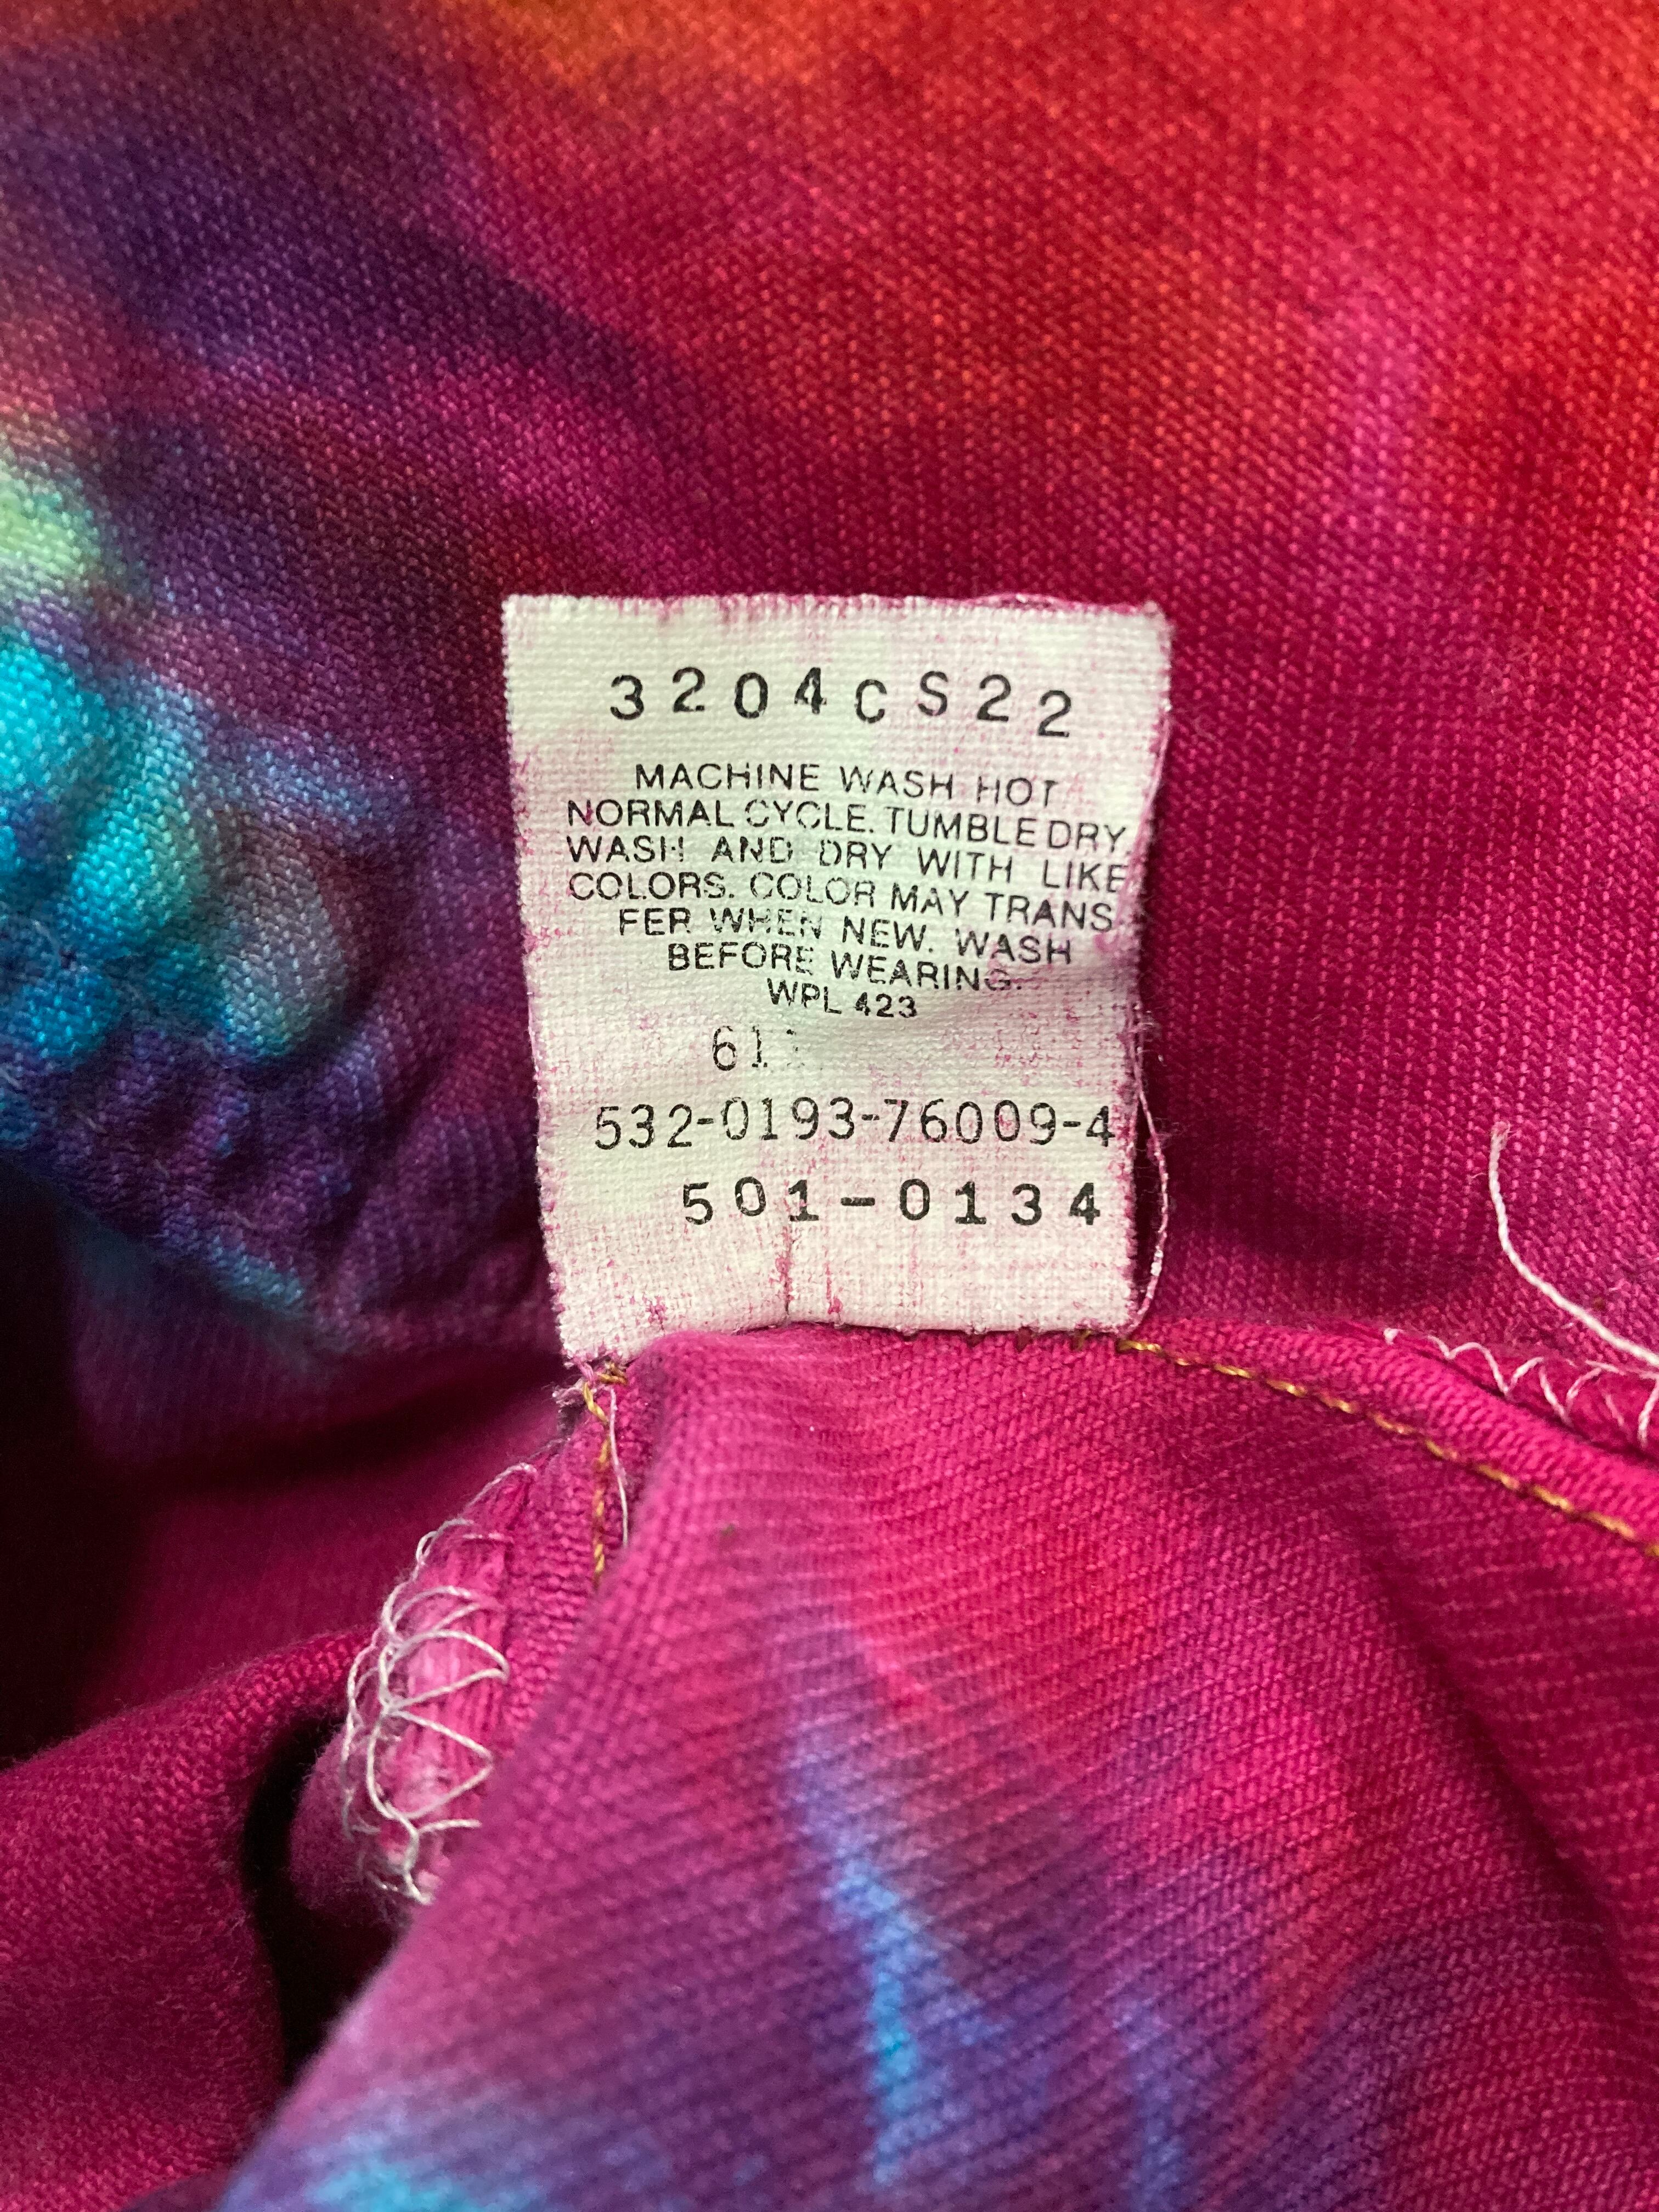 3204CS22
MACHINE WASH HOT
NORMAL CYCLE. TUMBLE DRY
WASH AND DRY WITH LIKE
COLORS. COLOR MAY TRANS
FER WHEN NEW. WASH
BEFORE WEARING.
WPL 423
532-0193-76009-4
501-0134